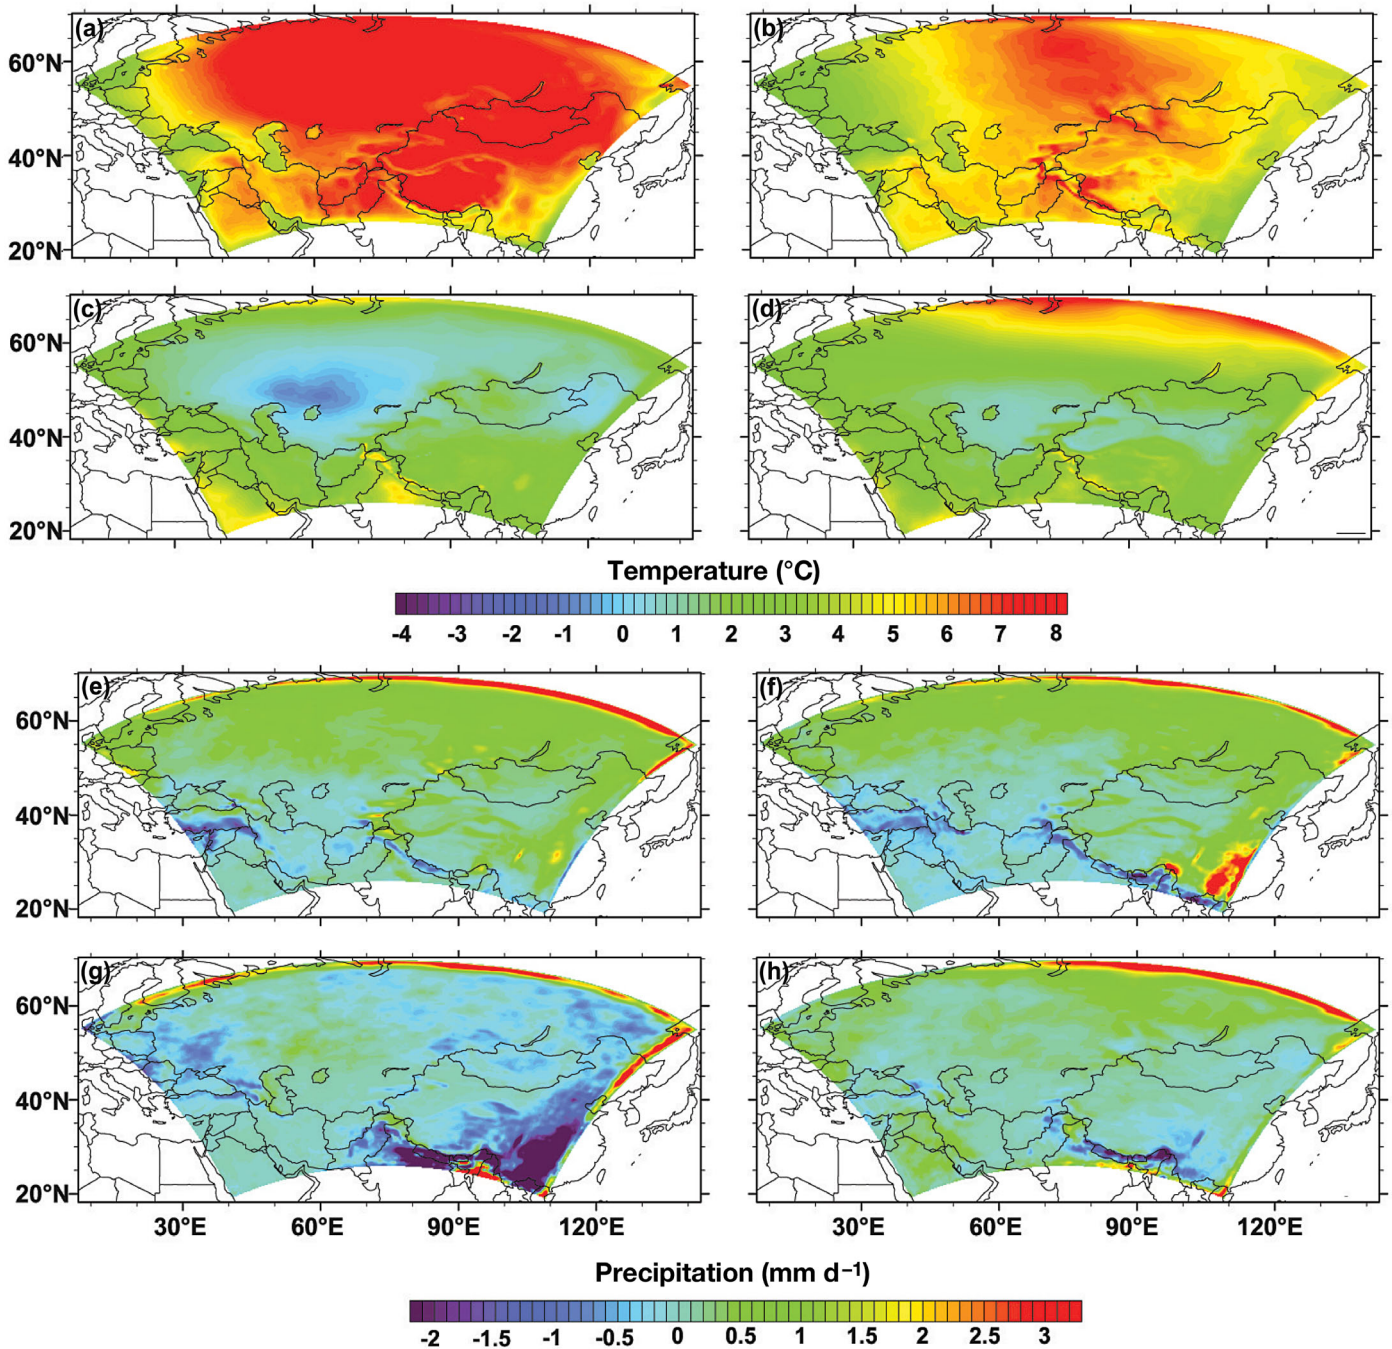 (a)
(b)
60°N
40°N
20°N
(c)
(d)
60°N
40°N
20°N
Temperature (°C)
-4 -3 -2 -1 0 1 2 3 4 5 6 7 8
(e)
(f)
60°N
40°N
20°N
(g)
(h)
60°N
40°N
20°N
30°E 60°E 90°E 120°E
30°E 60°E 90°E 120°E
Precipitation (mm d⁻¹)
-2 -1.5 -1 -0.5 0 0.5 1 1.5 2 2.5 3